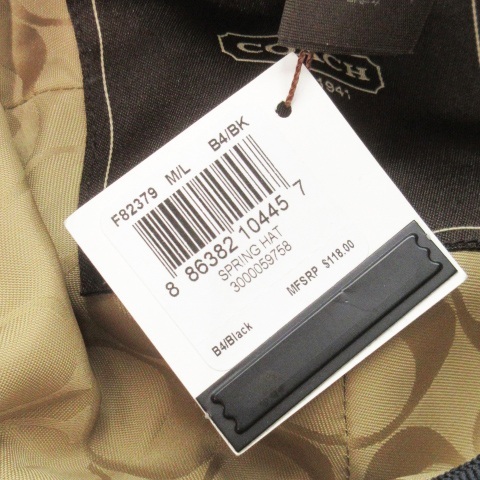 COACH
1941
F82379 M/L B4/BK
8 86382 10445 7
SPRING HAT
3000059758
MFSRP $118.00
B4/Black